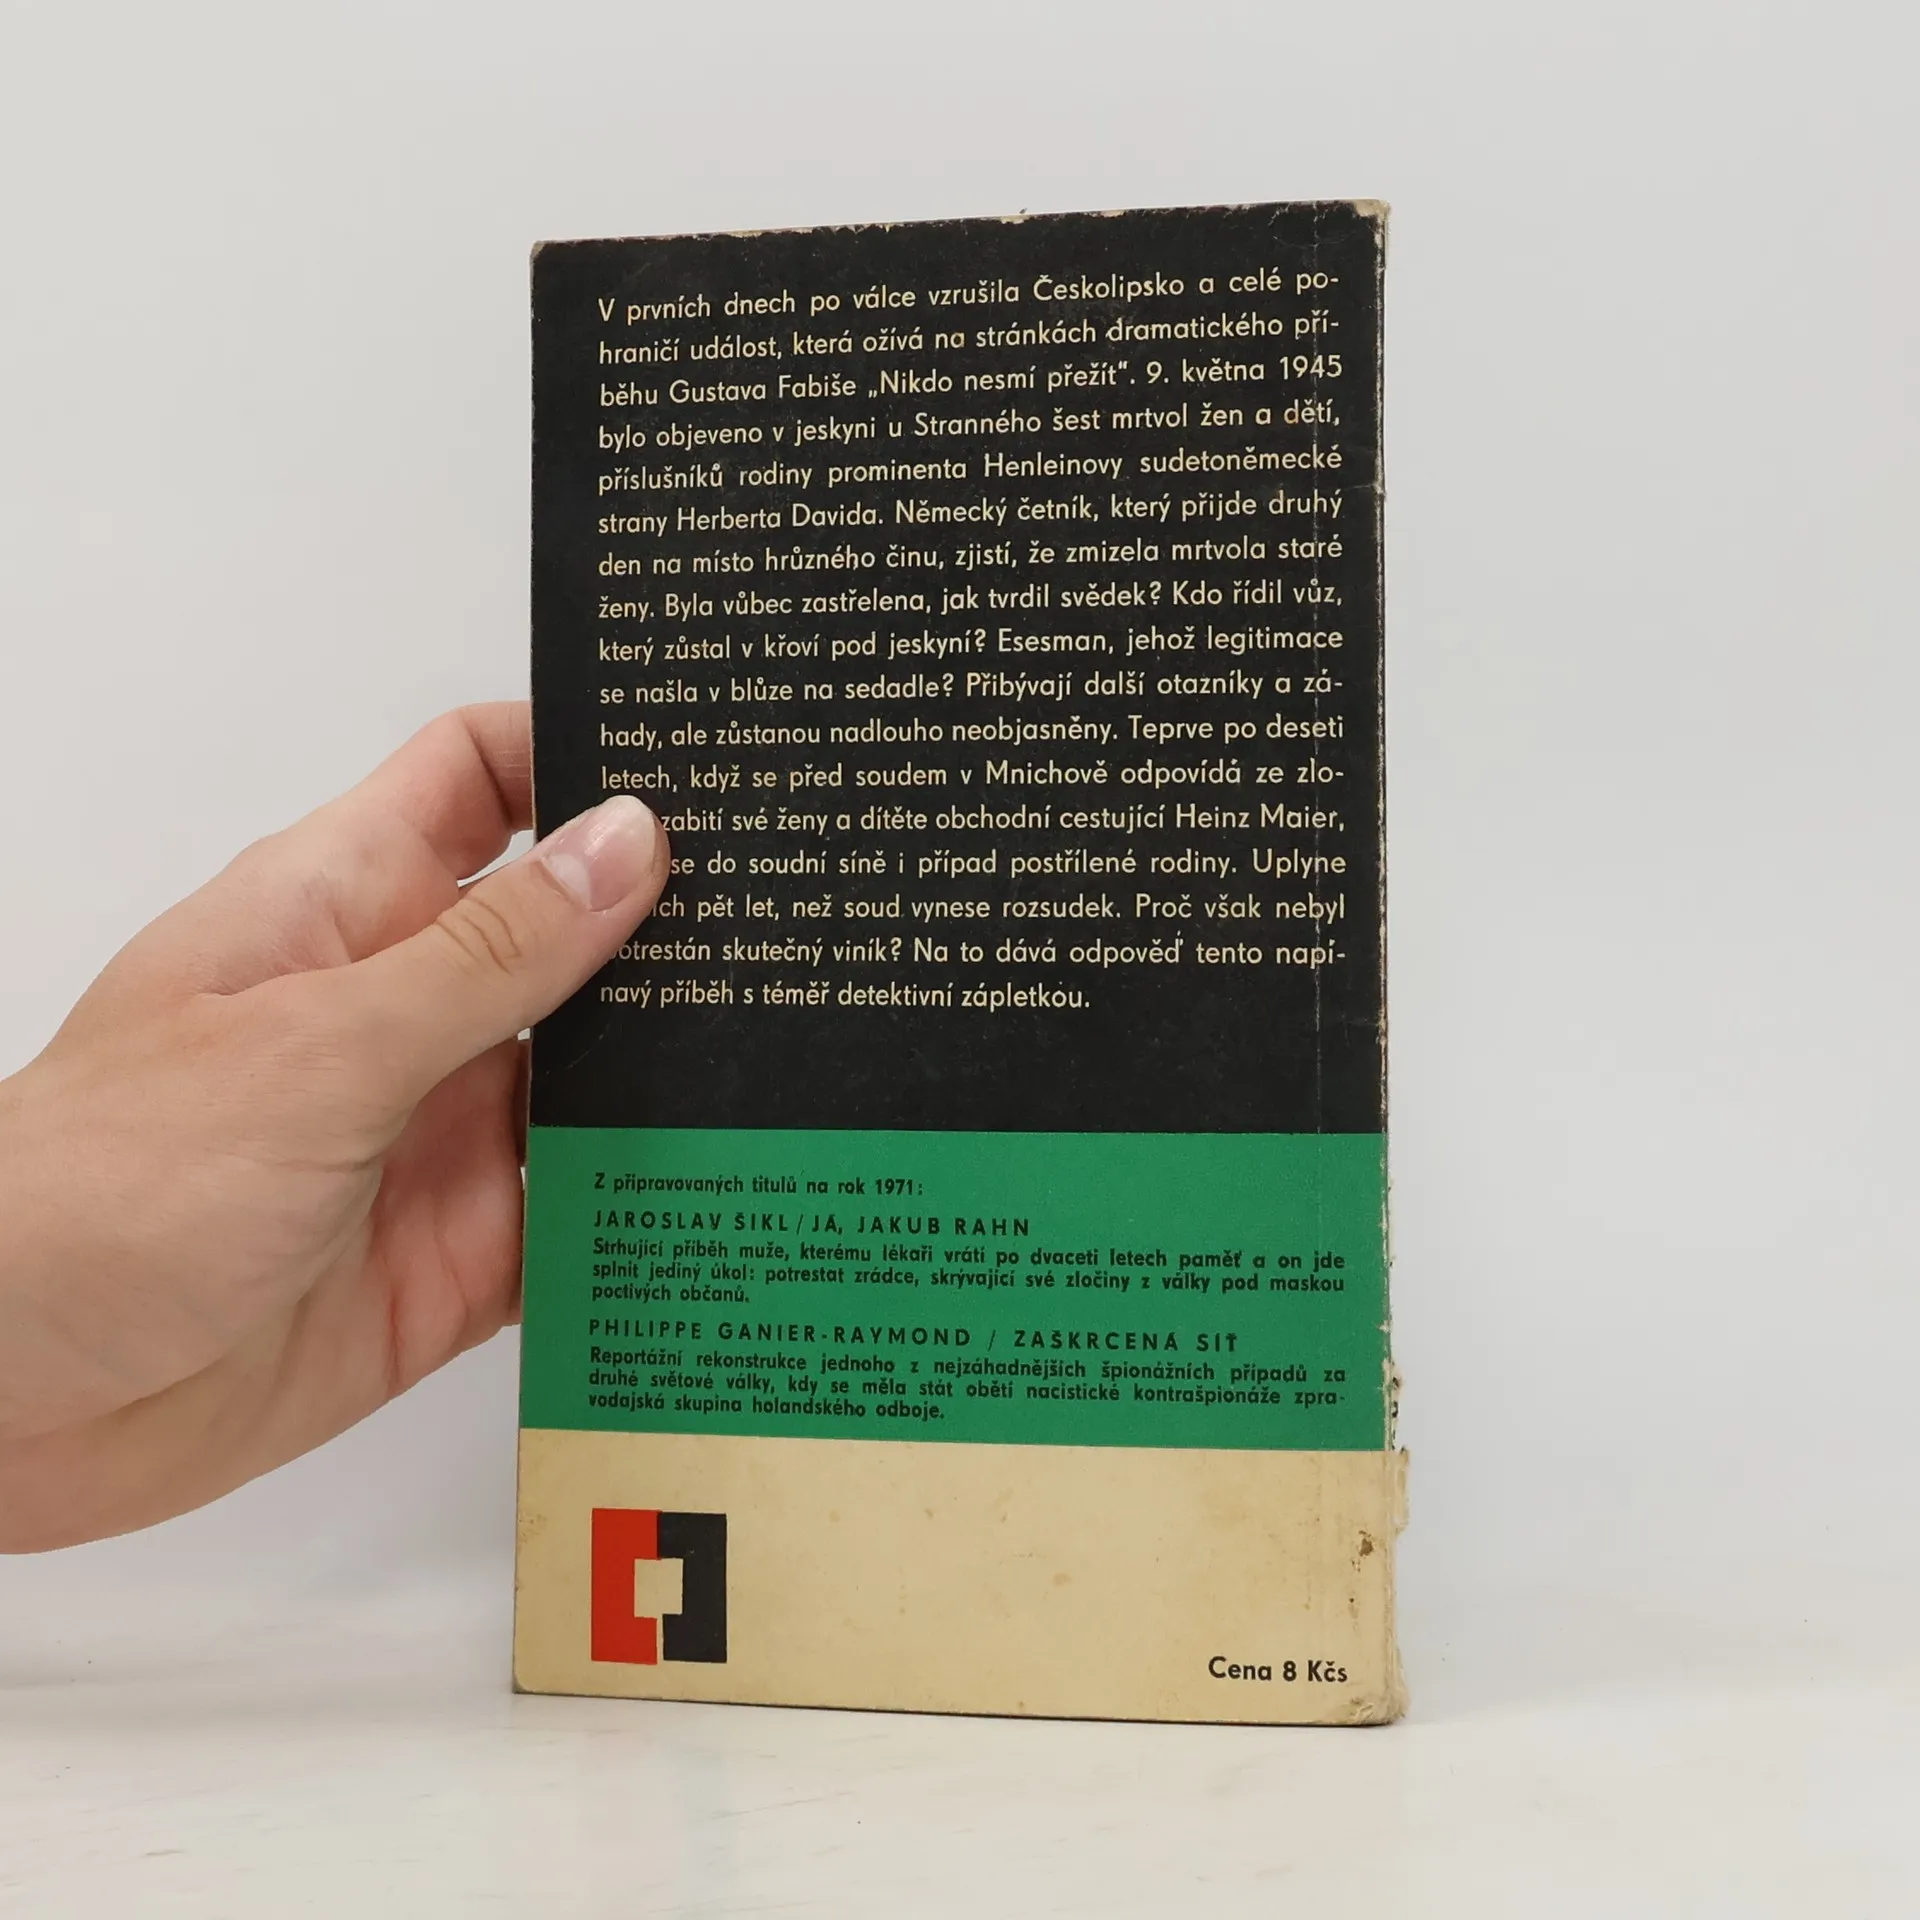 V prvních dnech po válce vzrušila Českolipsko a celé po-
hraničí událost, která ožívá na stránkách dramatického pří-
běhu Gustava Fabiše „Nikdo nesmí přežít". 9. května 1945
bylo objeveno v jeskyni u Stranného šest mrtvol žen a dětí,
příslušníků rodiny prominenta Henleinovy sudetoněmecké
strany Herberta Davida. Německý četník, který přijde druhý
den na místo hrůzného činu, zjistí, že zmizela mrtvola staré
ženy. Byla vůbec zastřelena, jak tvrdil svědek? Kdo řídil vůz,
který zůstal v křoví pod jeskyní? Esesman, jehož legitimace
se našla v blůze na sedadle? Přibývají další otazníky a zá-
hady, ale zůstanou nadlouho neobjasněny. Teprve po deseti
letech, když se před soudem v Mnichově odpovídá ze zlo-
zabití své ženy a dítěte obchodní cestující Heinz Maier,
se do soudní síně i případ postřílené rodiny. Uplyne
pět let, než soud vynese rozsudek. Proč však nebyl
potrestán skutečný viník? Na to dává odpověď tento napí-
navý příběh s téměř detektivní zápletkou.
Z připravovaných titulů na rok 1971:
JAROSLAV ŠIKL / JÁ, JAKUB RAHN
Strhující příběh muže, kterému lékaři vrátí po dvaceti letech paměť a on jde
splnit jediný úkol: potrestat zrádce, skrývající své zločiny z války pod maskou
poctivých občanů.
PHILIPPE GANIER-RAYMOND / ZAŠKRCENÁ SÍŤ
Reportážní rekonstrukce jednoho z nejzáhadnějších špionážních případů za
druhé světové války, kdy se měla stát obětí nacistické kontrašpionáže zpra-
vodajská skupina holandského odboje.
Cena 8 Kčs